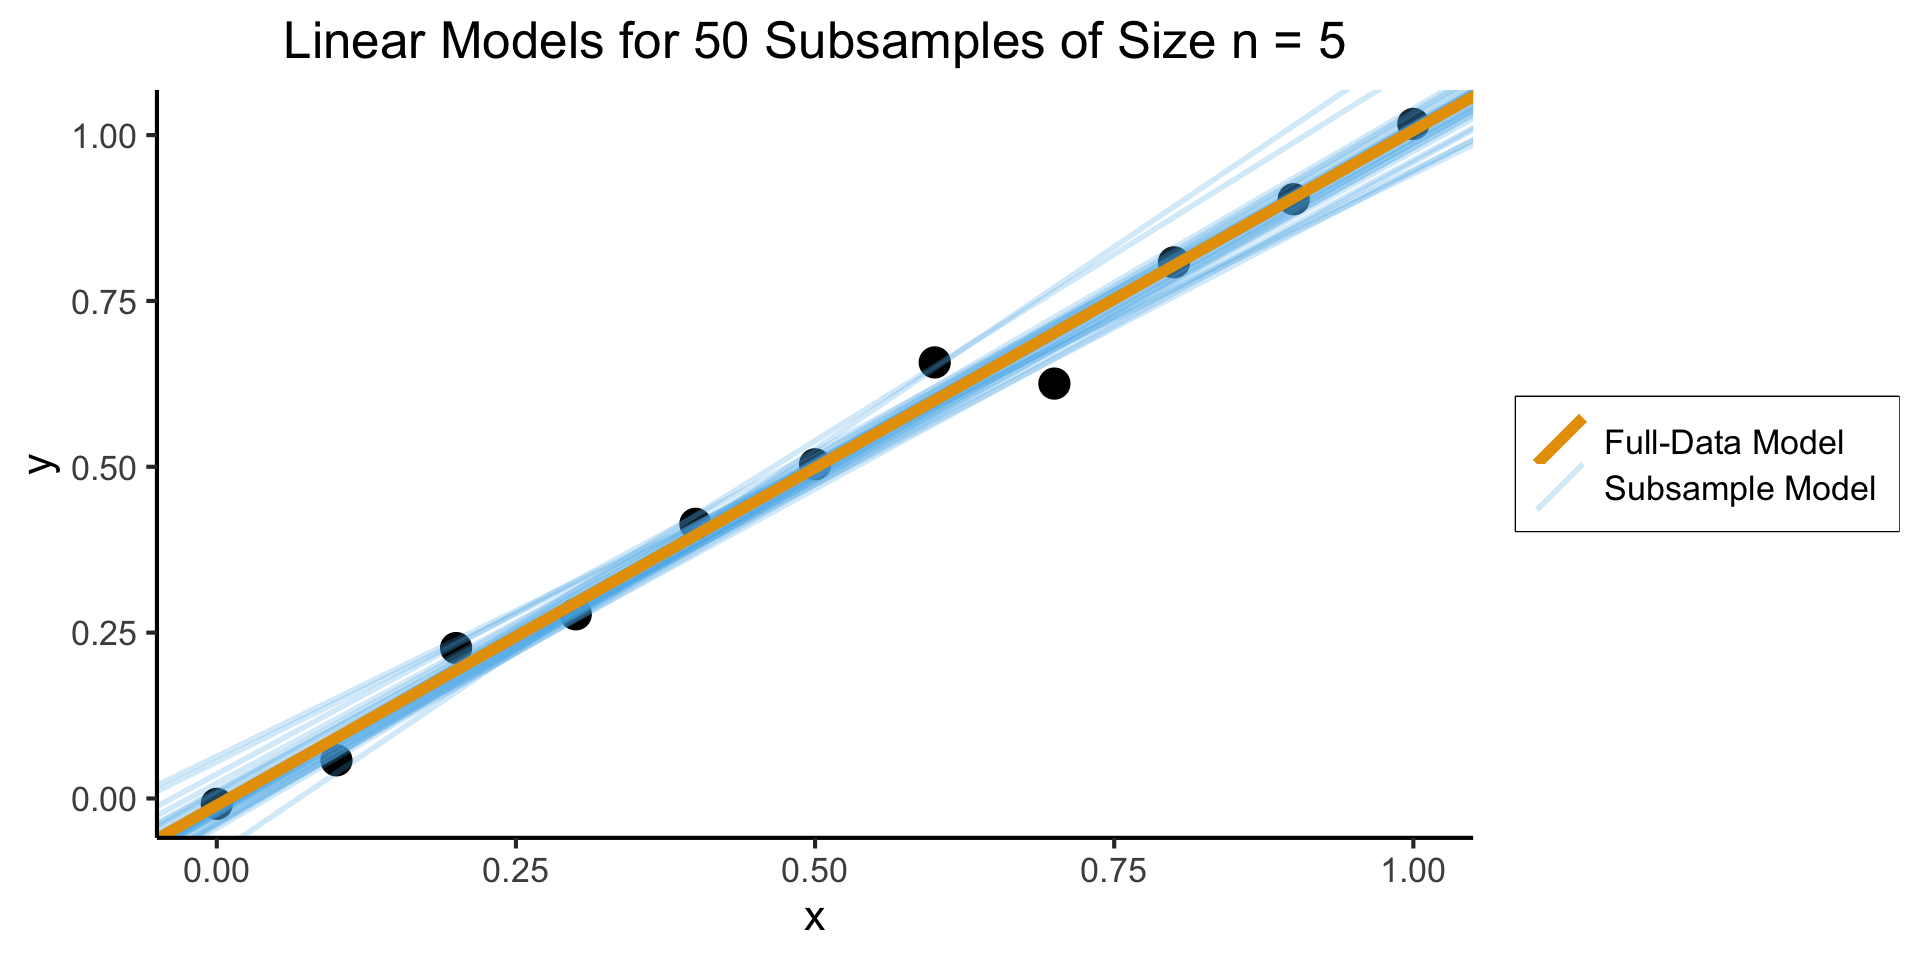 Linear Models for 50 Subsamples of Size n = 5
1.00
0.75
0.50
0.25
0.00
y
0.00 0.25 0.50 0.75 1.00
x
Full-Data Model
Subsample Model